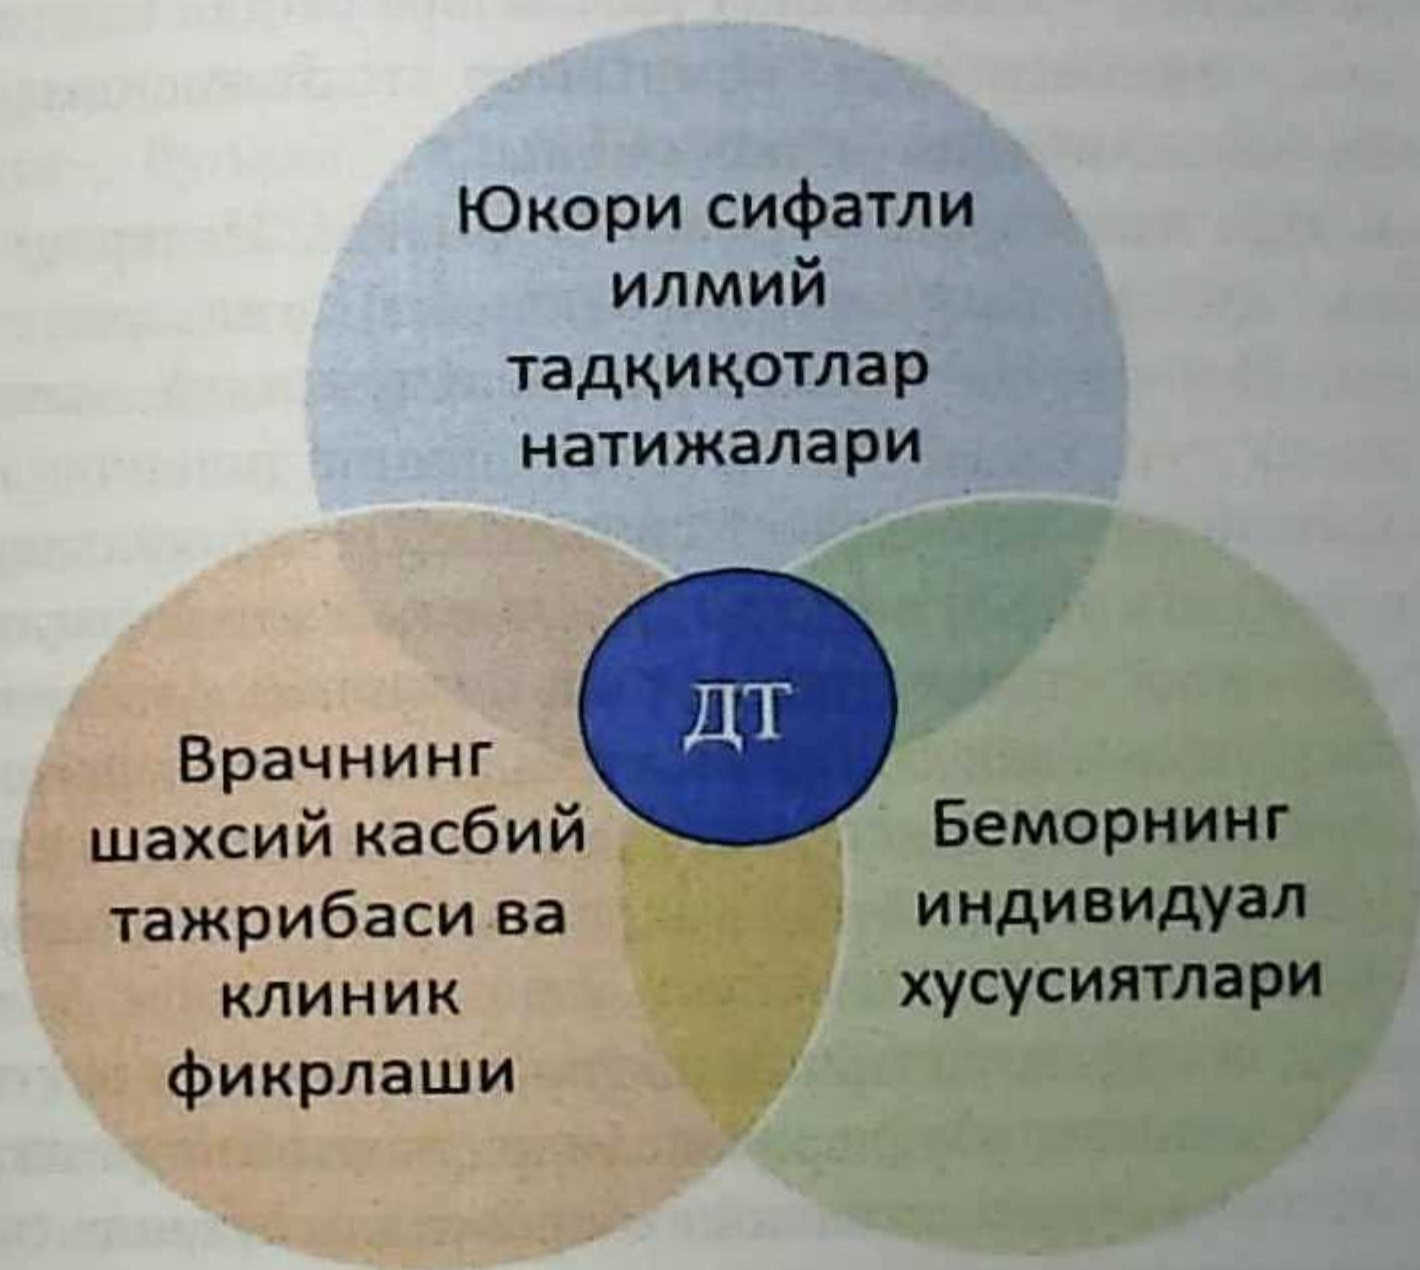 Юкори сифатли
илмий
тадқиқотлар
натижалари
ДТ
Врачнинг
шахсий касбий
тажрибаси ва
клиник
фикрлаши
Беморнинг
индивидуал
хусусиятлари